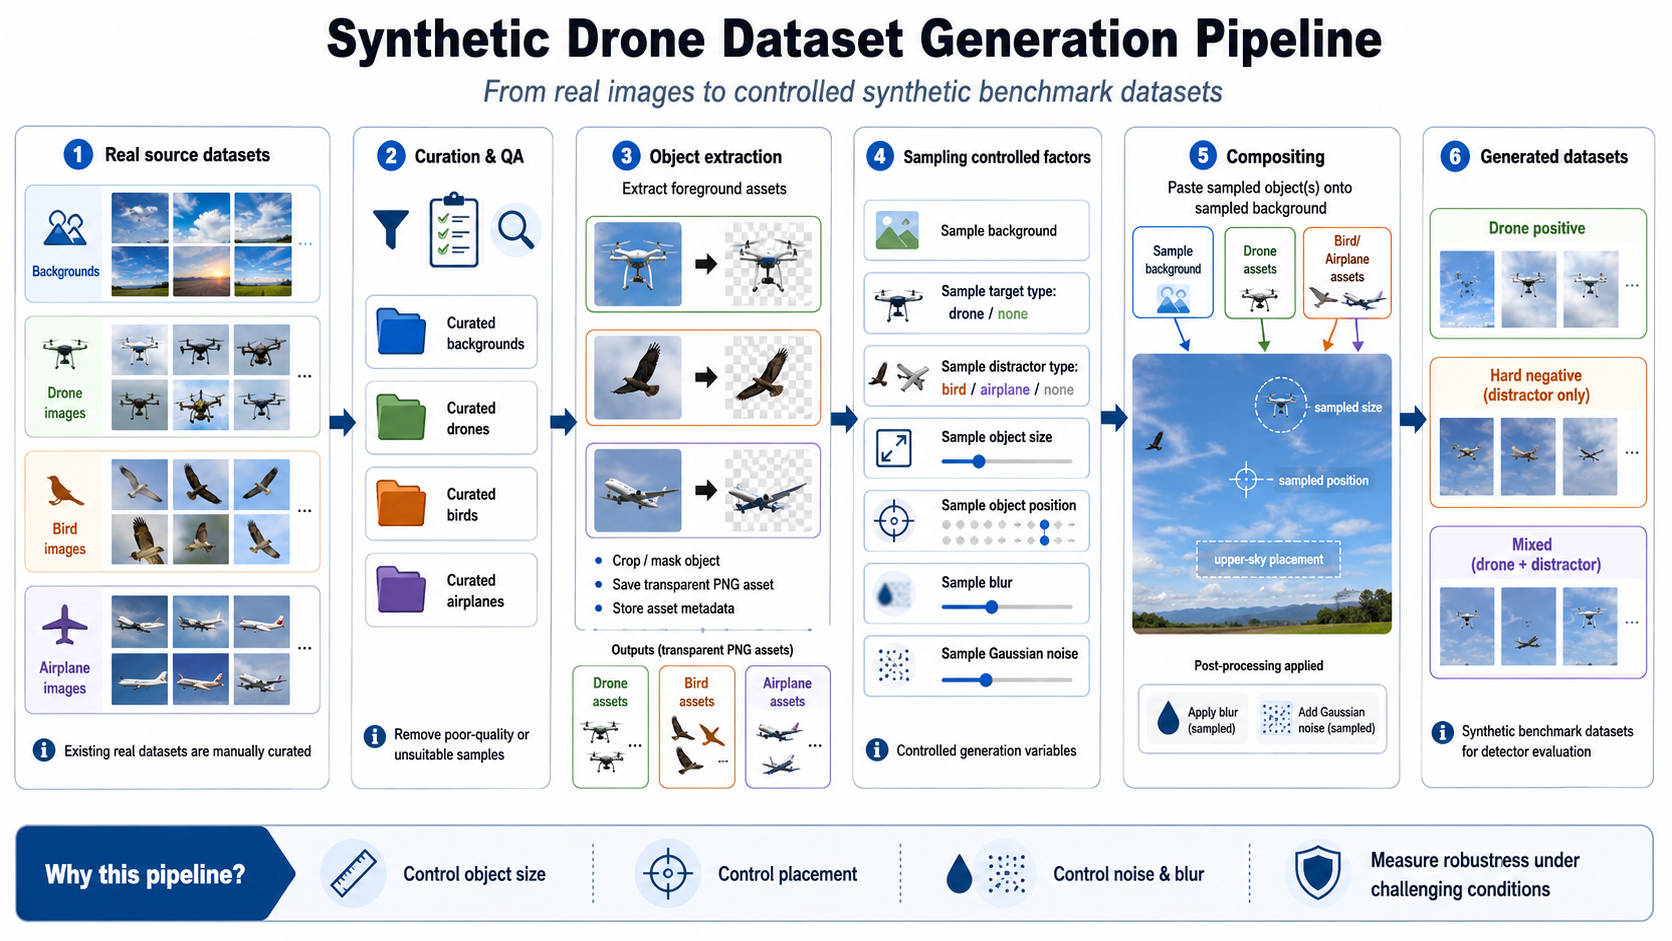 Synthetic Drone Dataset Generation Pipeline
From real images to controlled synthetic benchmark datasets
1 Real source datasets
Backgrounds
...
Drone
images
...
Bird
images
...
Airplane
images
...
Existing real datasets are manually curated
2 Curation & QA
Curated
backgrounds
Curated
drones
Curated
birds
Curated
airplanes
Remove poor-quality or
unsuitable samples
3 Object extraction
Extract foreground assets
• Crop / mask object
• Save transparent PNG asset
• Store asset metadata
Outputs (transparent PNG assets)
Drone
assets
...
Bird
assets
...
Airplane
assets
...
4 Sampling controlled factors
Sample background
Sample target type:
drone / none
Sample distractor type:
bird / airplane / none
Sample object size
Sample object position
Sample blur
Sample Gaussian noise
Controlled generation variables
5 Compositing
Paste sampled object(s) onto
sampled background
Sample
background
Drone
assets
Bird/
Airplane
assets
sampled size
sampled position
upper-sky placement
Post-processing applied
Apply blur
(sampled)
Add Gaussian
noise (sampled)
6 Generated datasets
Drone positive
...
Hard negative
(distractor only)
...
Mixed
(drone + distractor)
...
Synthetic benchmark datasets
for detector evaluation
Why this pipeline?
Control object size
Control placement
Control noise & blur
Measure robustness under
challenging conditions